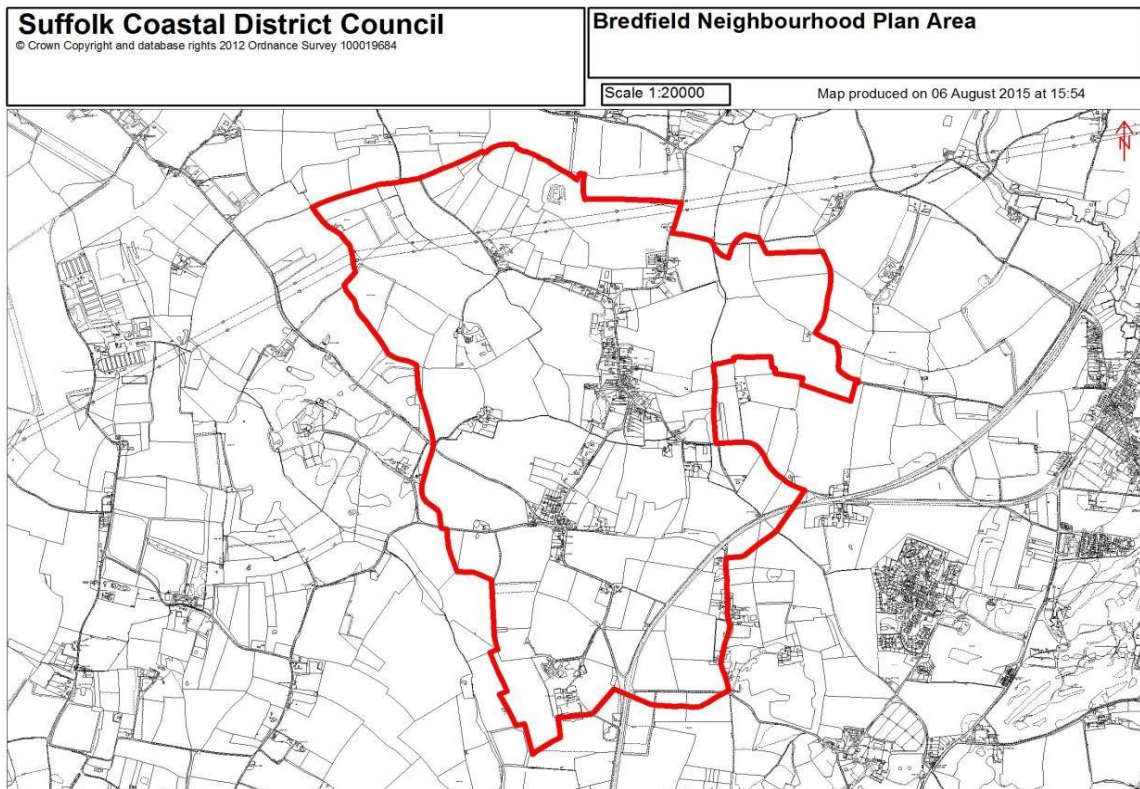 Suffolk Coastal District Council
© Crown Copyright and database rights 2012 Ordnance Survey 100019684
Bredfield Neighbourhood Plan Area
Scale 1:20000
Map produced on 06 August 2015 at 15:54
N